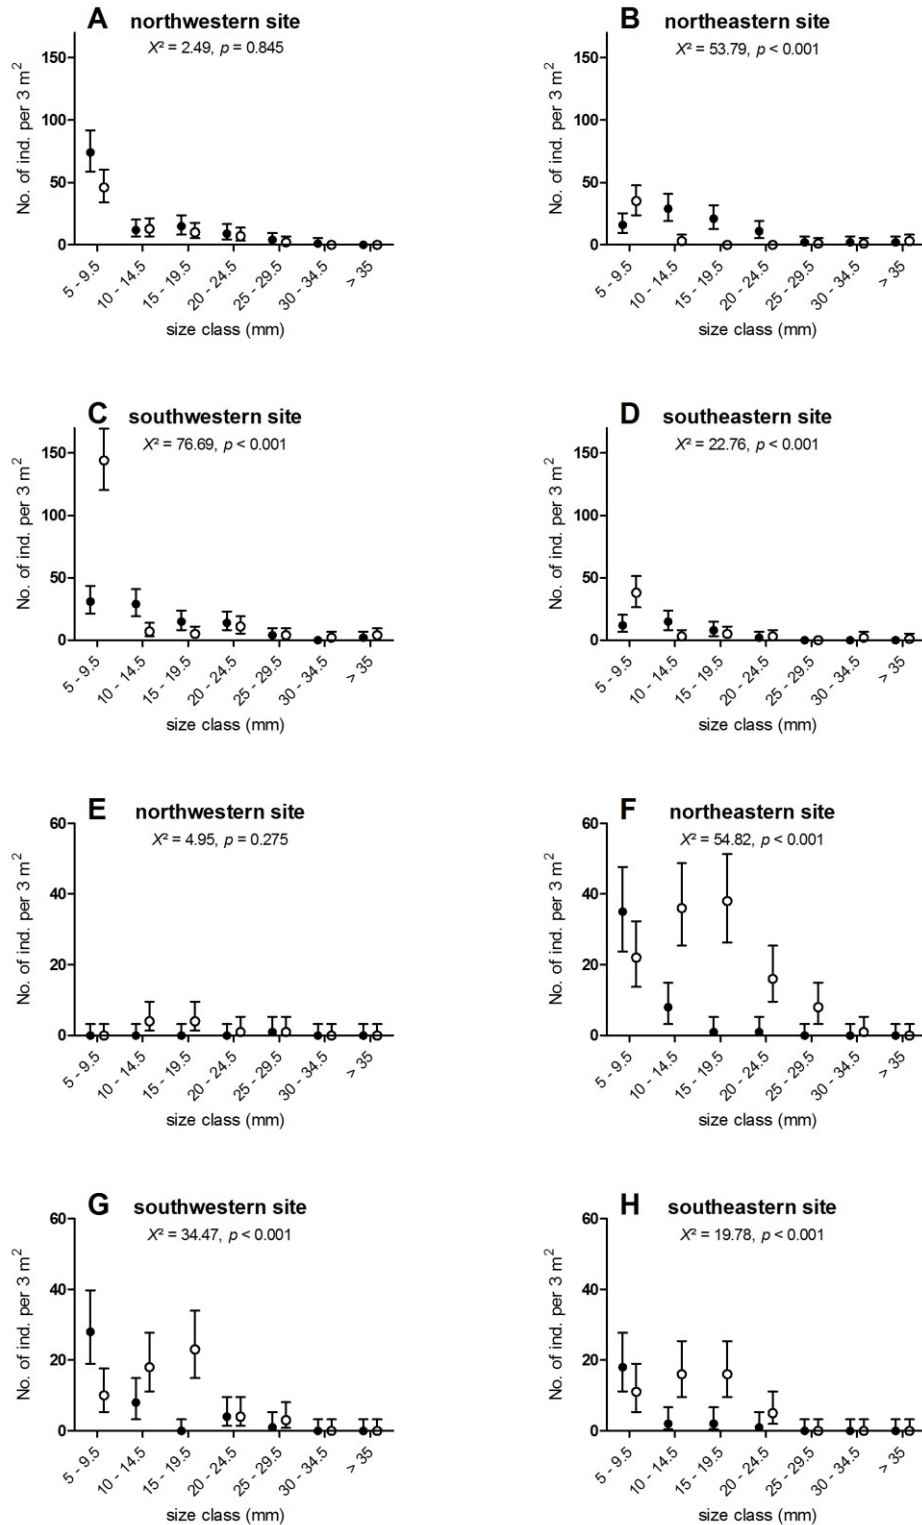 A northwestern site
X² = 2.49, p = 0.845
No. of ind. per 3 m²
150
100
50
0
5 - 9.5
10 - 14.5
15 - 19.5
20 - 24.5
25 - 29.5
30 - 34.5
> 35
size class (mm)
B northeastern site
X² = 53.79, p < 0.001
No. of ind. per 3 m²
150
100
50
0
5 - 9.5
10 - 14.5
15 - 19.5
20 - 24.5
25 - 29.5
30 - 34.5
> 35
size class (mm)
C southwestern site
X² = 76.69, p < 0.001
No. of ind. per 3 m²
150
100
50
0
5 - 9.5
10 - 14.5
15 - 19.5
20 - 24.5
25 - 29.5
30 - 34.5
> 35
size class (mm)
D southeastern site
X² = 22.76, p < 0.001
No. of ind. per 3 m²
150
100
50
0
5 - 9.5
10 - 14.5
15 - 19.5
20 - 24.5
25 - 29.5
30 - 34.5
> 35
size class (mm)
E northwestern site
X² = 4.95, p = 0.275
No. of ind. per 3 m²
60
40
20
0
5 - 9.5
10 - 14.5
15 - 19.5
20 - 24.5
25 - 29.5
30 - 34.5
> 35
size class (mm)
F northeastern site
X² = 54.82, p < 0.001
No. of ind. per 3 m²
60
40
20
0
5 - 9.5
10 - 14.5
15 - 19.5
20 - 24.5
25 - 29.5
30 - 34.5
> 35
size class (mm)
G southwestern site
X² = 34.47, p < 0.001
No. of ind. per 3 m²
60
40
20
0
5 - 9.5
10 - 14.5
15 - 19.5
20 - 24.5
25 - 29.5
30 - 34.5
> 35
size class (mm)
H southeastern site
X² = 19.78, p < 0.001
No. of ind. per 3 m²
60
40
20
0
5 - 9.5
10 - 14.5
15 - 19.5
20 - 24.5
25 - 29.5
30 - 34.5
> 35
size class (mm)